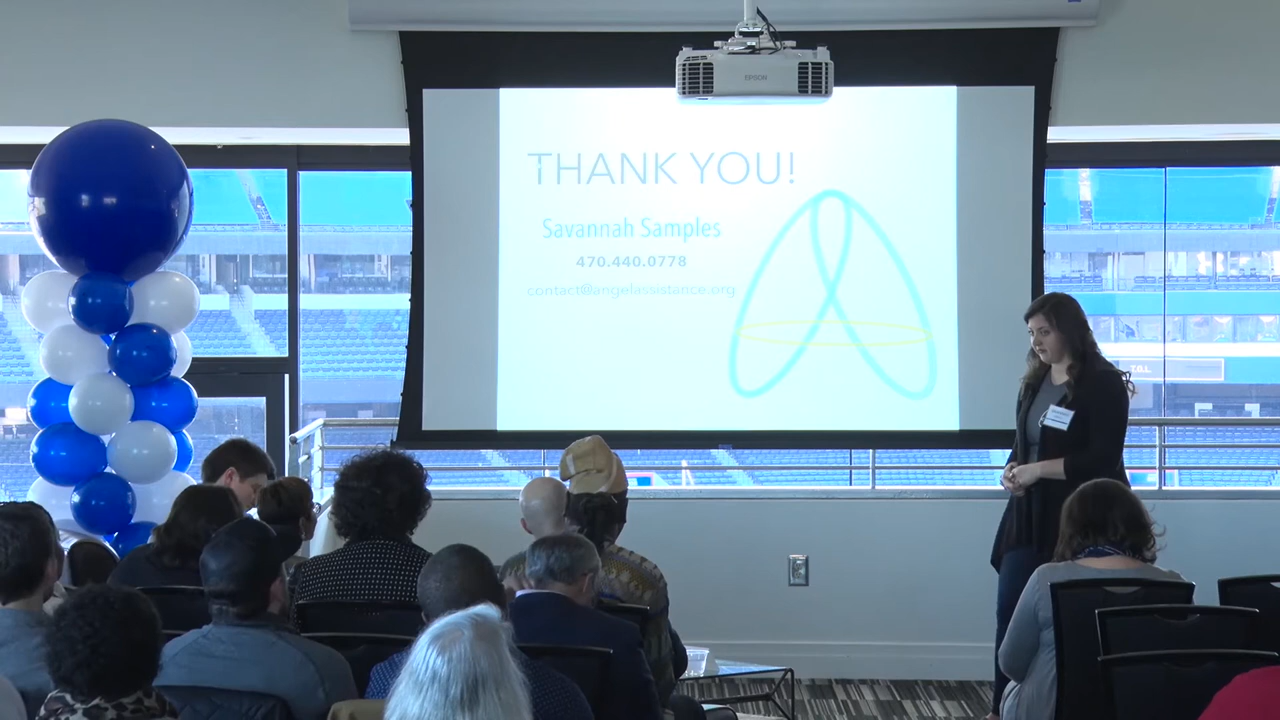 EPSON
THANK YOU!
Savannah Samples
470.440.0778
contact@angelassistance.org
T.G.L.